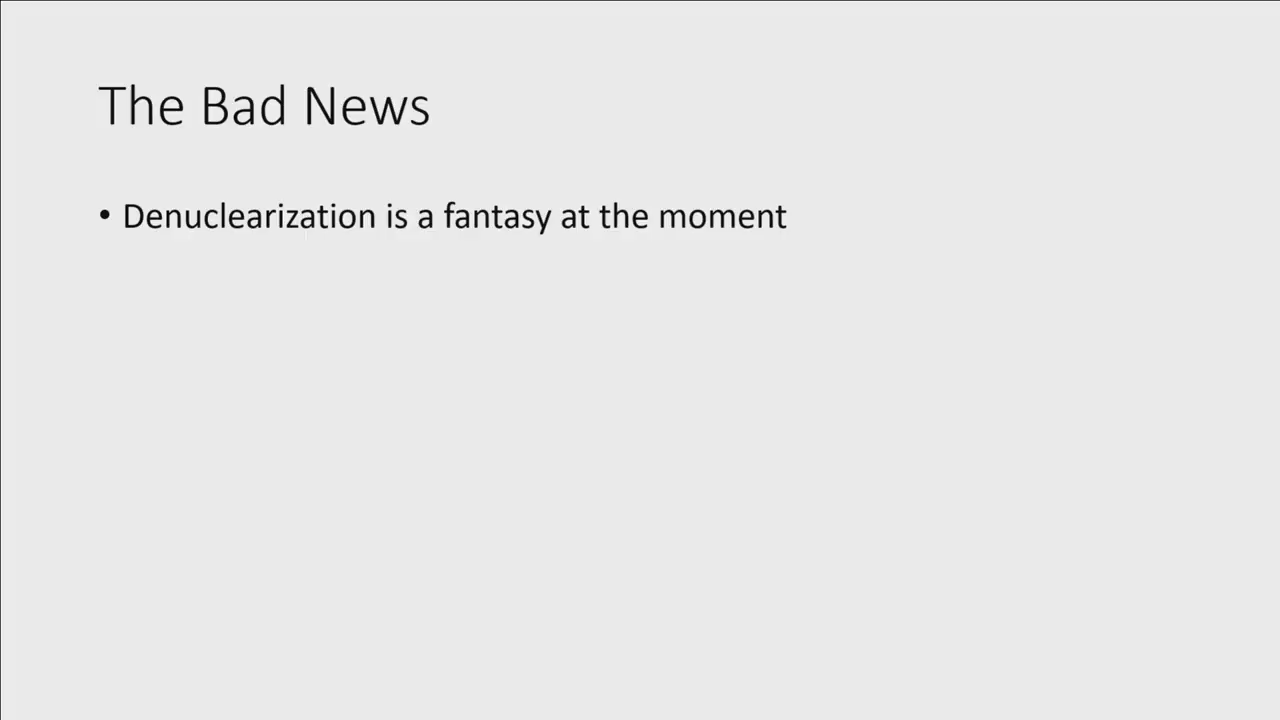 The Bad News
• Denuclearization is a fantasy at the moment